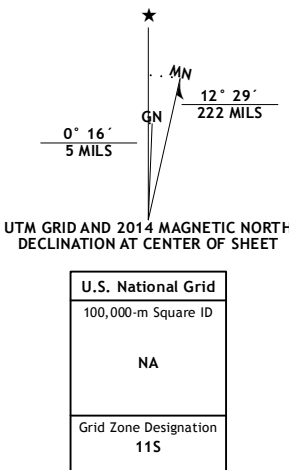 MN
GN
12° 29´
222 MILS
0° 16´
5 MILS
UTM GRID AND 2014 MAGNETIC NORTH
DECLINATION AT CENTER OF SHEET
U.S. National Grid
100,000-m Square ID
NA
Grid Zone Designation
11S